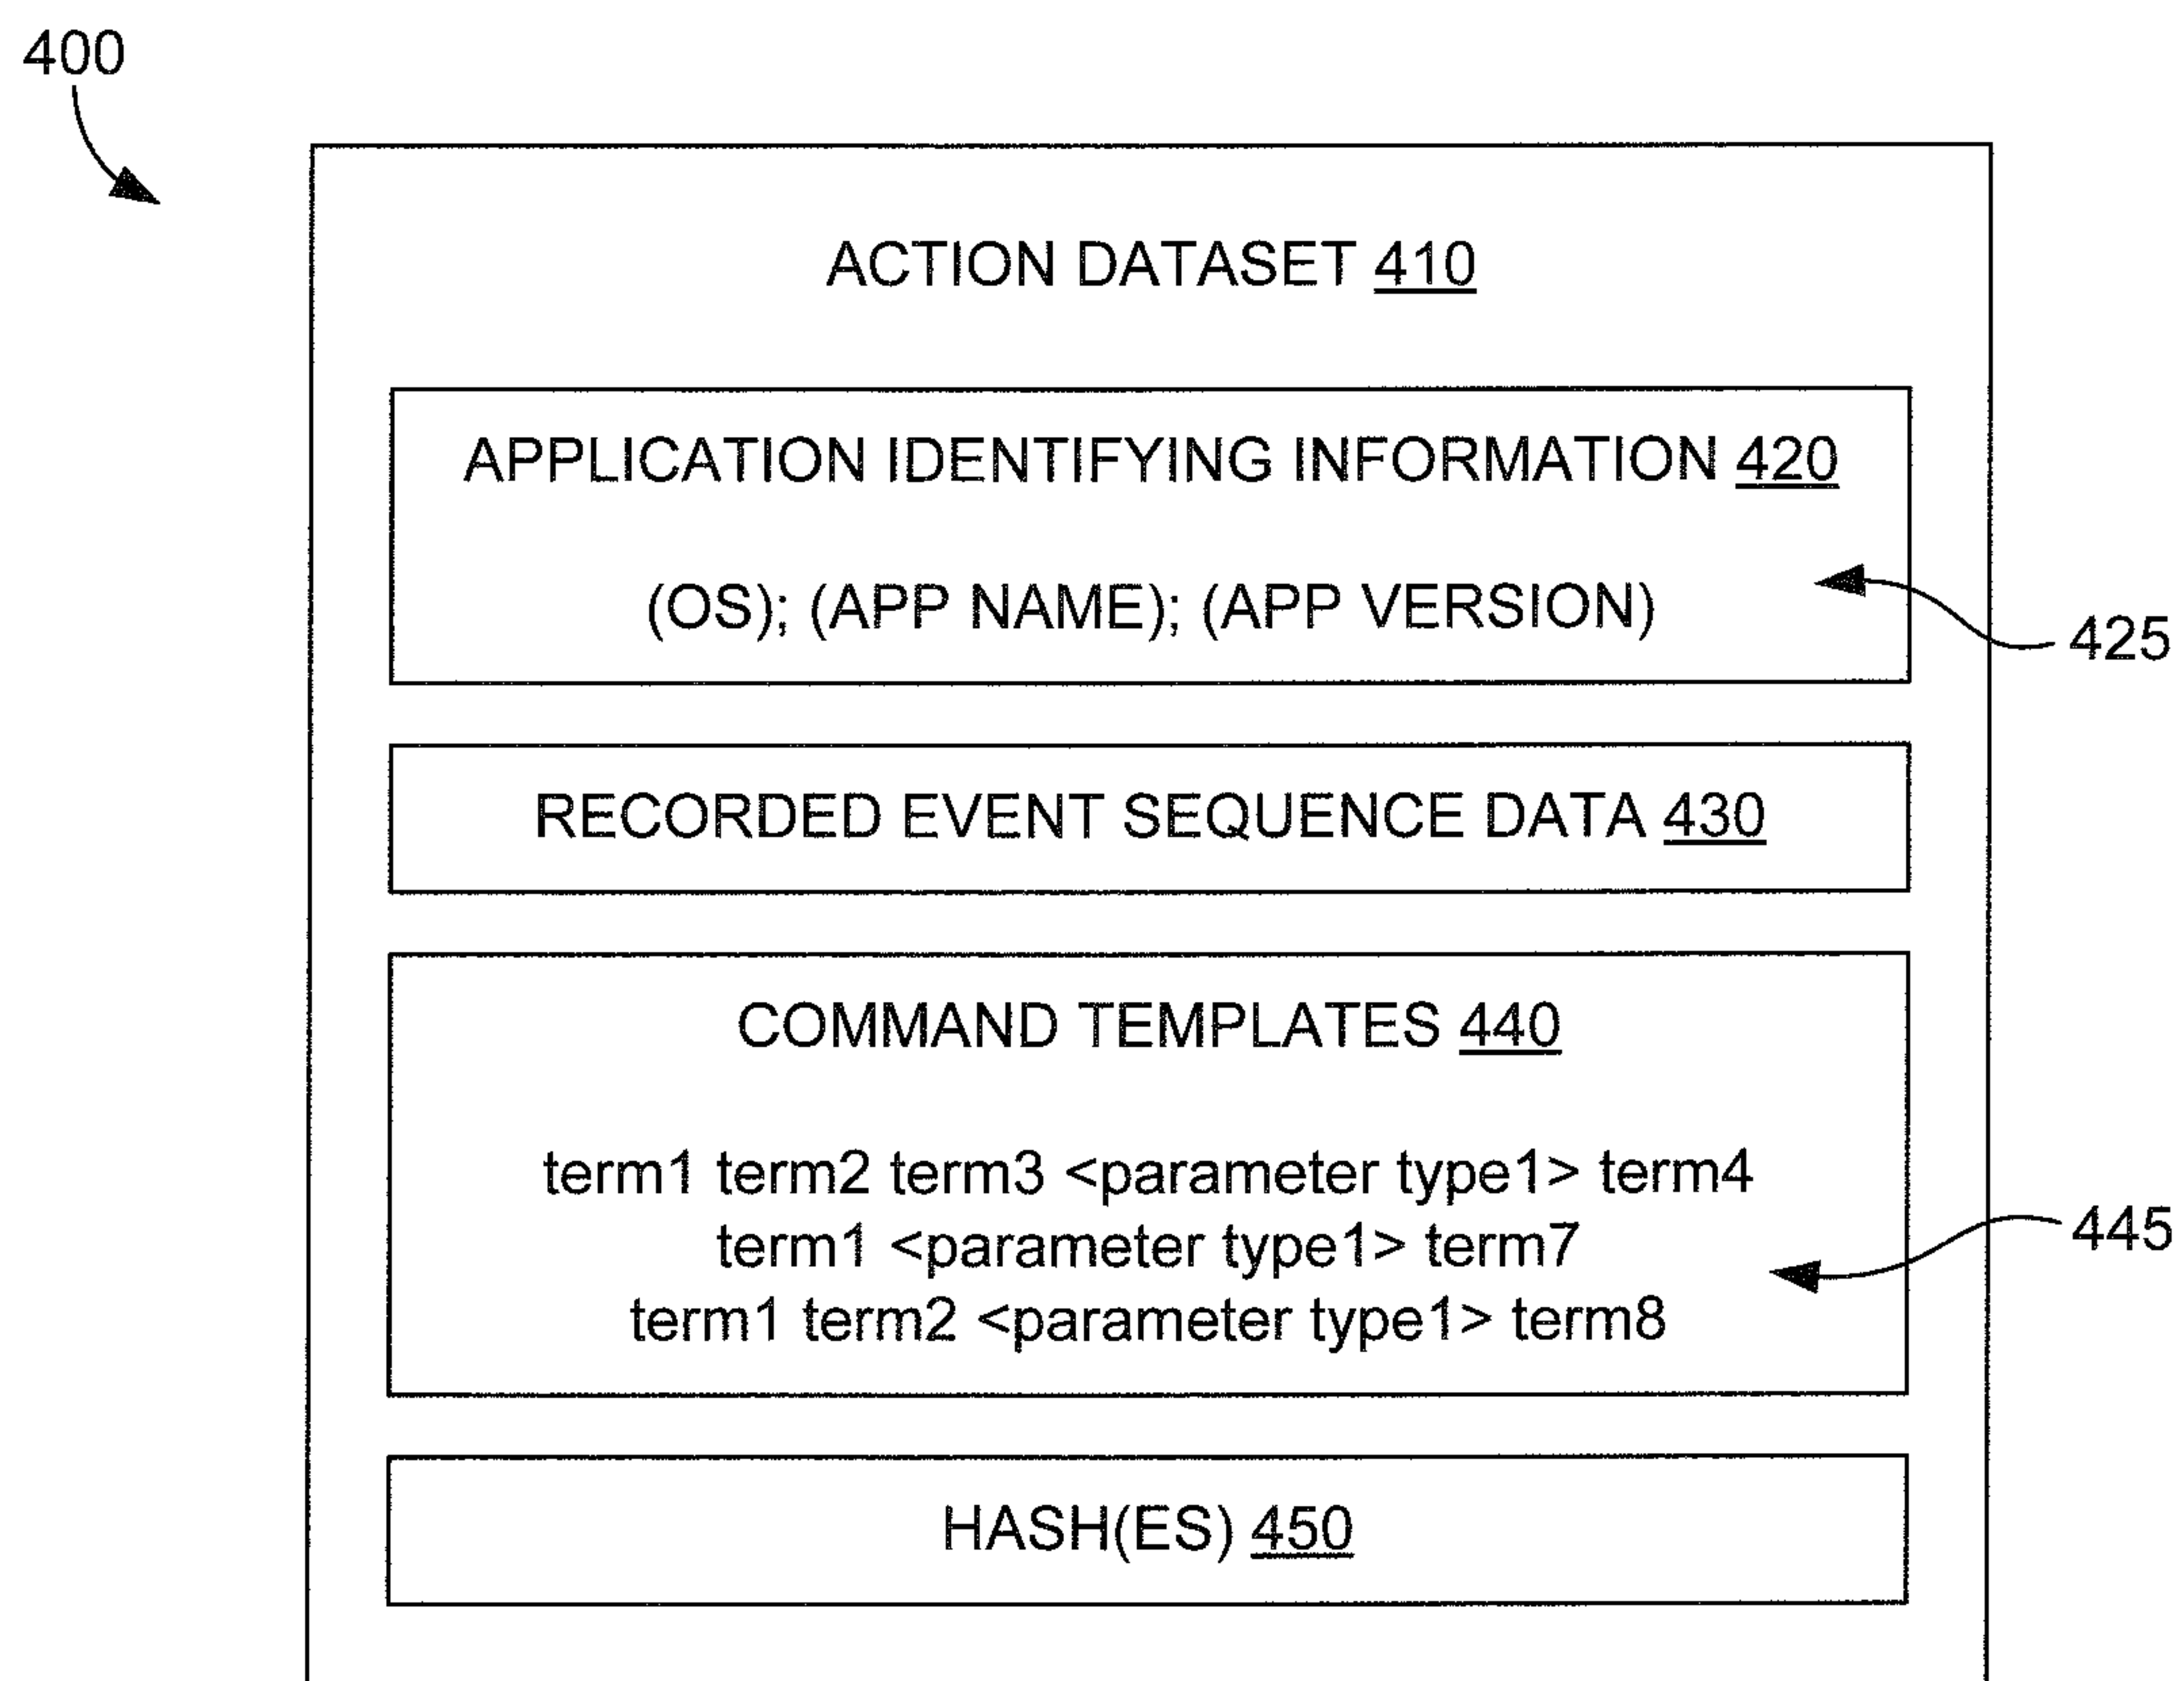 400
ACTION DATASET 410
APPLICATION IDENTIFYING INFORMATION 420
(OS); (APP NAME); (APP VERSION)
425
RECORDED EVENT SEQUENCE DATA 430
COMMAND TEMPLATES 440
term1 term2 term3 <parameter type1> term4
term1 <parameter type1> term7
445
term1 term2 <parameter type1> term8
HASH(ES) 450